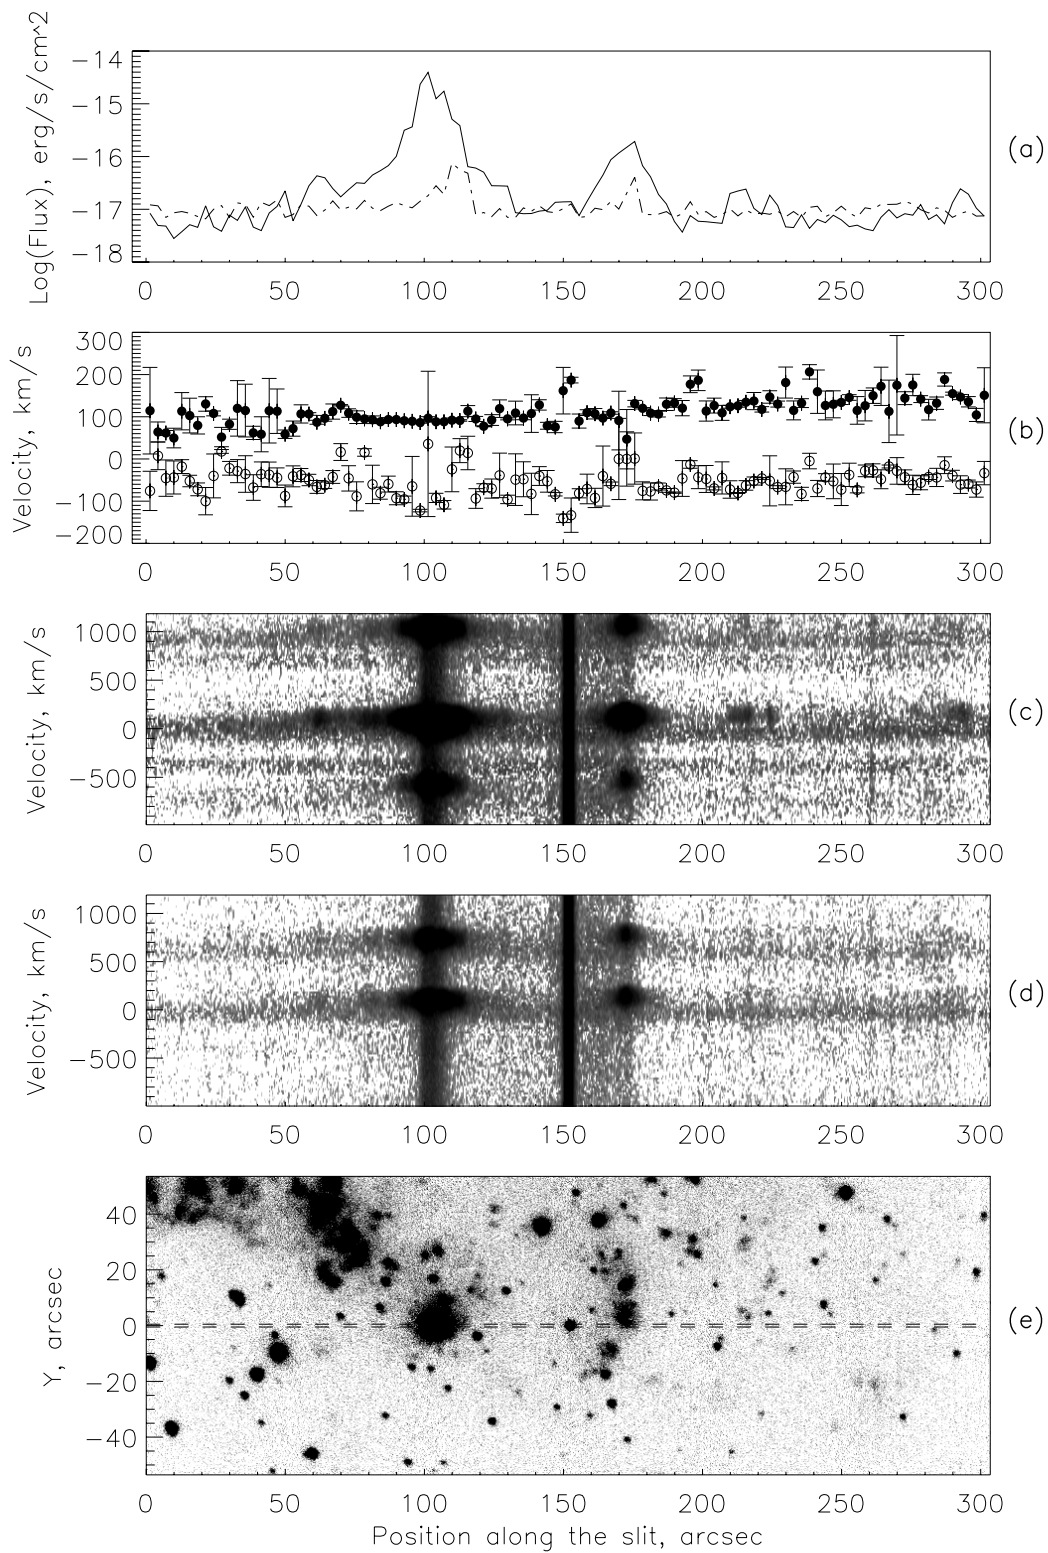 Log(Flux), erg/s/cm^2
−14
−15
−16
−17
−18
0 50 100 150 200 250 300
(a)
Velocity, km/s
300
200
100
0
−100
−200
0 50 100 150 200 250 300
(b)
Velocity, km/s
1000
500
0
−500
0 50 100 150 200 250 300
(c)
Velocity, km/s
1000
500
0
−500
0 50 100 150 200 250 300
(d)
Y, arcsec
40
20
0
−20
−40
0 50 100 150 200 250 300
(e)
Position along the slit, arcsec